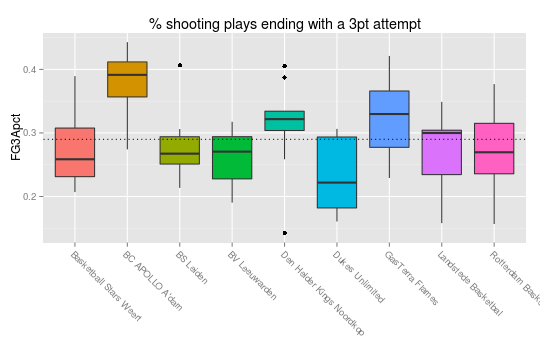 % shooting plays ending with a 3pt attempt
FG3Apct
0.4
0.3
0.2
Basketball Stars Weert
BC APOLLO A'dam
BS Leiden
BV Leeuwarden
Den Helder Kings Noordkop
Dukes Unlimited
GasTerra Flames
Landstede Basketbal
Rotterdam Bask